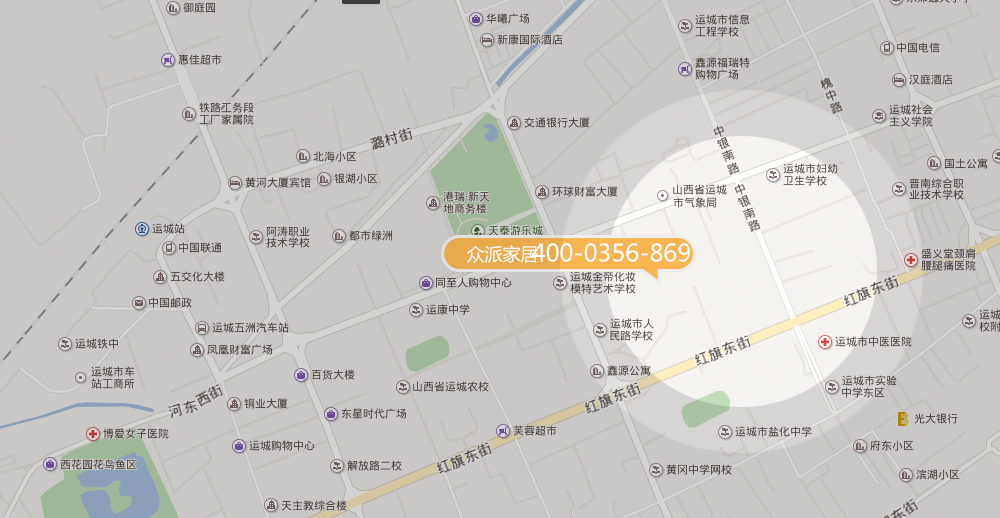 御庭园
华曦广场
新康国际酒店
运城市信息
工程学校
中国电信
惠佳超市
鑫源福瑞特
购物广场
汉庭酒店
槐中路
铁路工务段
工厂家属院
交通银行大厦
运城社会
主义学院
潞村街
中银南路
北海小区
国土公寓
黄河大厦宾馆
银湖小区
运城市妇幼
卫生学校
港瑞·新天
地商务楼
环球财富大厦
山西省运城
市气象局
中银南路
晋南综合职
业技术学校
运城站
阿涛职业
技术学校
都市绿洲
天泰游乐城
中国联通
众派家居
400-0356-869
盛义堂颈肩
腰腿痛医院
五交化大楼
同至人购物中心
运城金帝化妆
模特艺术学校
红旗东街
中国邮政
运康中学
运城五洲汽车站
运城市人
民路学校
运城
校附
运城铁中
凤凰财富广场
红旗东街
运城市中医医院
运城市车
站工商所
百货大楼
鑫源公寓
山西省运城农校
运城市实验
中学东区
河东西街
铜业大厦
东星时代广场
红旗东街
光大银行
博爱女子医院
芙蓉超市
运城市盐化中学
运城购物中心
府东小区
西花园花鸟鱼区
解放路二校
红旗东街
黄冈中学网校
滨湖小区
天主教综合楼
东街